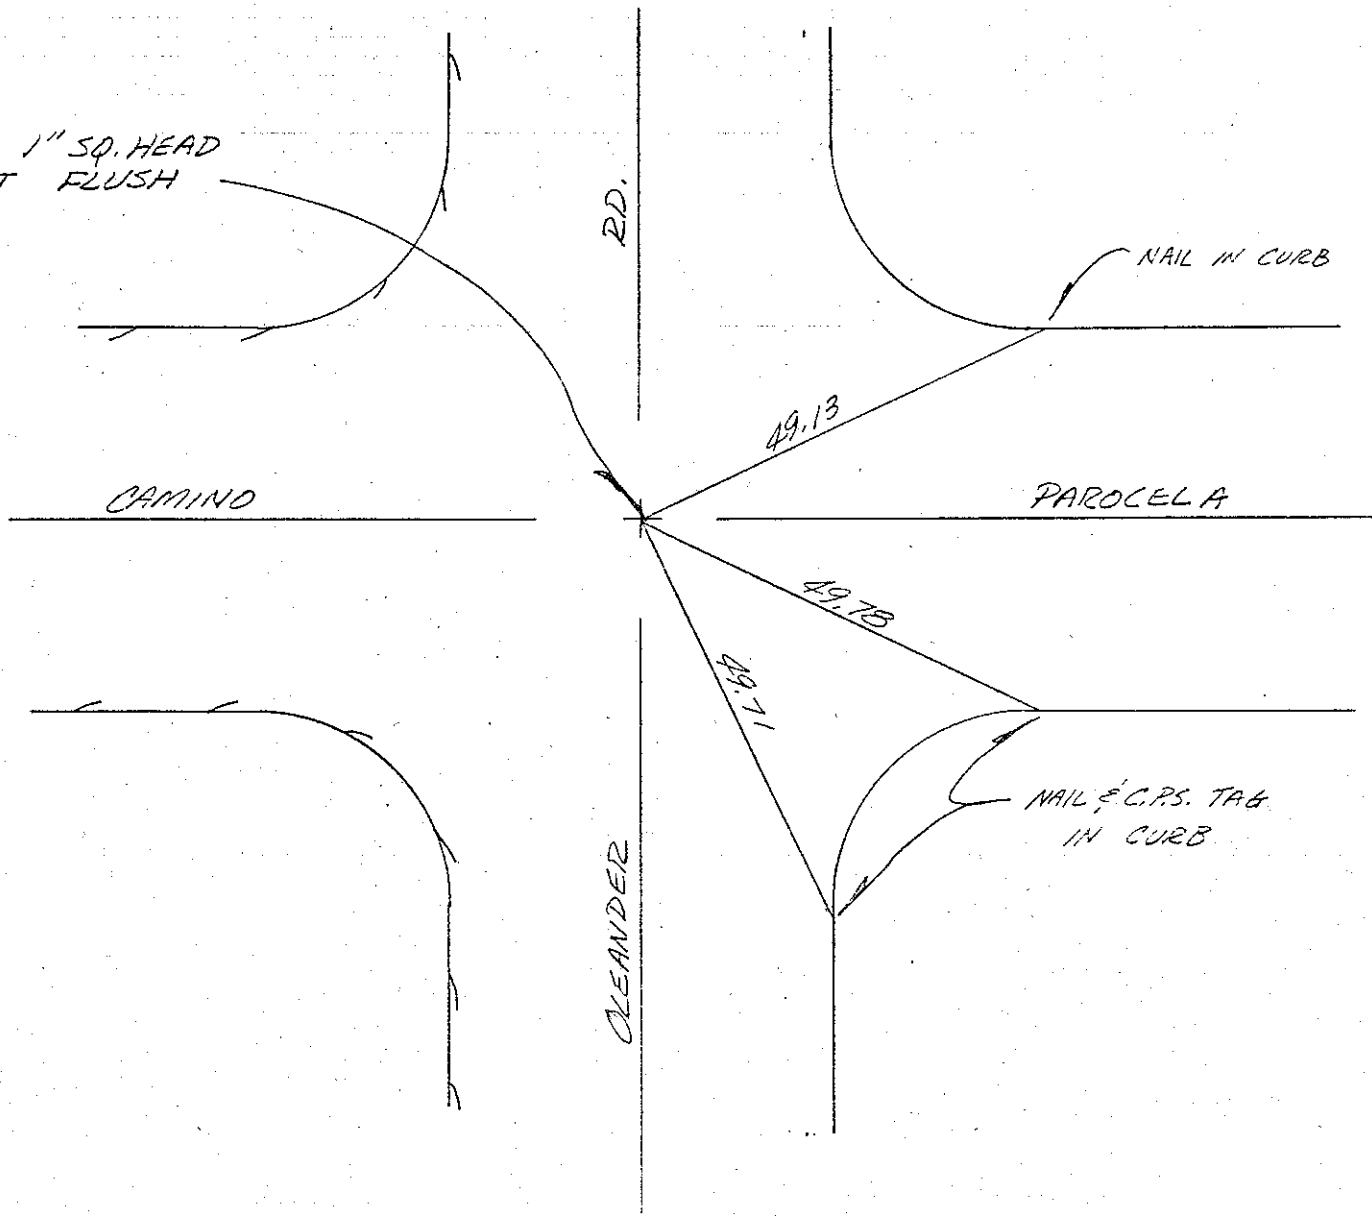 1" SQ. HEAD
T FLUSH
RD.
NAIL IN CURB
49.13
CAMINO
PAROCELA
49.78
49.71
NAIL & C.P.S. TAG
IN CURB
OLEANDER